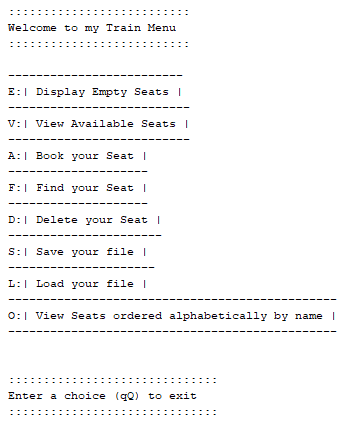 ::::::::::::::::::::::::::
Welcome to my Train Menu
::::::::::::::::::::::::::
-------------------------
E:| Display Empty Seats |
--------------------------
V:| View Available Seats |
--------------------------
A:| Book your Seat |
--------------------
F:| Find your Seat |
--------------------
D:| Delete your Seat |
----------------------
S:| Save your file |
---------------------
L:| Load your file |
-----------------------------------------------
O:| View Seats ordered alphabetically by name |
-----------------------------------------------
::::::::::::::::::::::::::::::
Enter a choice (qQ) to exit
::::::::::::::::::::::::::::::